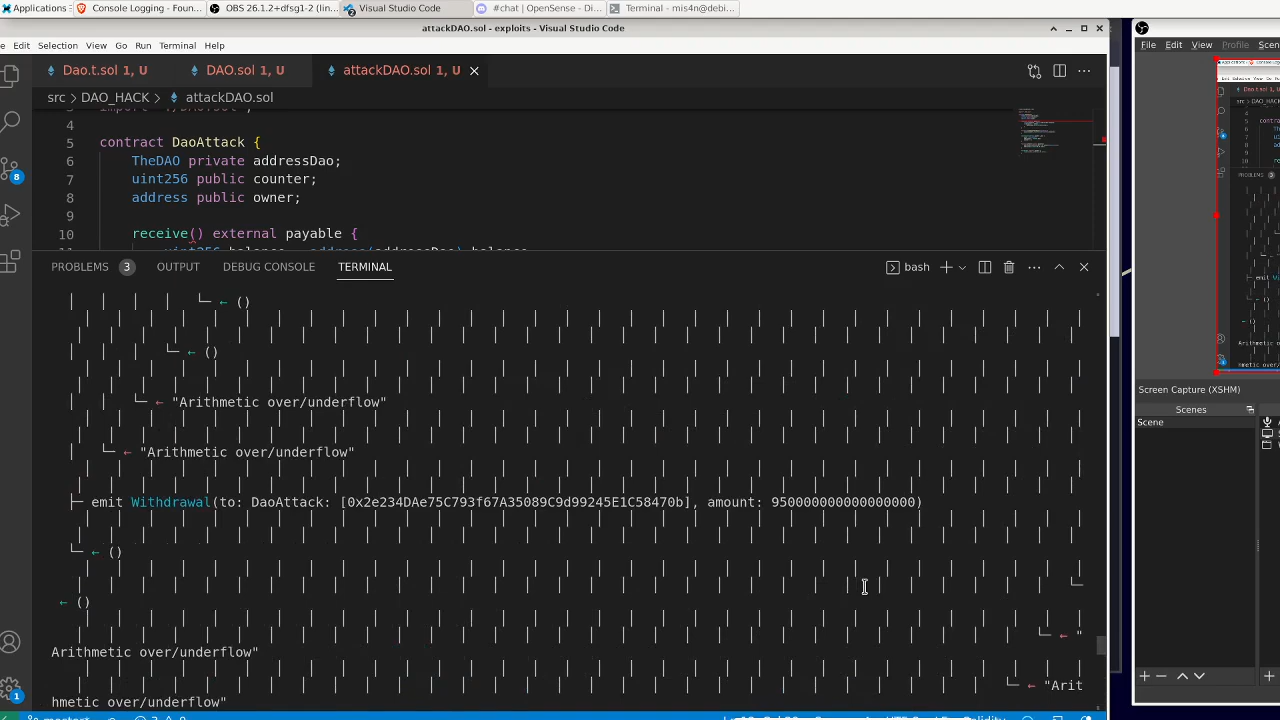 Applications
Console Logging - Foun...
OBS 26.1.2+dfsg1-2 (lin...
Visual Studio Code
#chat | OpenSense - Di...
Terminal - mis4n@debi...
attackDAO.sol - exploits - Visual Studio Code
Edit Selection View Go Run Terminal Help
File Edit View Profile Scen
Dao.t.sol 1, U
DAO.sol 1, U
attackDAO.sol 1, U
src > DAO_HACK > attackDAO.sol
4
5 contract DaoAttack {
6 TheDAO private addressDao;
7 uint256 public counter;
8 address public owner;
9
10 receive() external payable {
8
PROBLEMS 3 OUTPUT DEBUG CONSOLE TERMINAL
bash
└─ ← ()
└─ ← ()
└─ ← "Arithmetic over/underflow"
└─ ← "Arithmetic over/underflow"
├─ emit Withdrawal(to: DaoAttack: [0x2e234DAe75C793f67A35089C9d99245E1C58470b], amount: 950000000000000000)
└─ ← ()
└─
← ()
└─ ← "
Arithmetic over/underflow"
└─ ← "Arit
hmetic over/underflow"
1
Screen Capture (XSHM)
Scenes
Scene